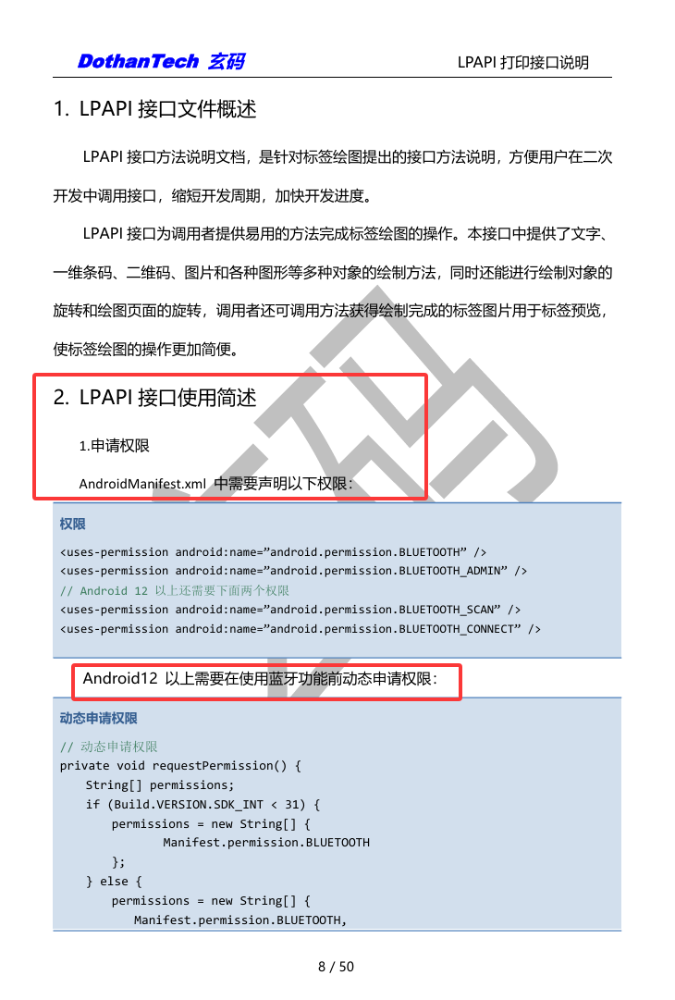 DothanTech 玄码
LPAPI 打印接口说明
1. LPAPI 接口文件概述
LPAPI 接口方法说明文档，是针对标签绘图提出的接口方法说明，方便用户在二次
开发中调用接口，缩短开发周期，加快开发进度。
LPAPI 接口为调用者提供易用的方法完成标签绘图的操作。本接口中提供了文字、
一维条码、二维码、图片和各种图形等多种对象的绘制方法，同时还能进行绘制对象的
旋转和绘图页面的旋转，调用者还可调用方法获得绘制完成的标签图片用于标签预览，
使标签绘图的操作更加简便。
2. LPAPI 接口使用简述
1.申请权限
AndroidManifest.xml 中需要声明以下权限：
权限
<uses-permission android:name=”android.permission.BLUETOOTH” />
<uses-permission android:name=”android.permission.BLUETOOTH_ADMIN” />
// Android 12 以上还需要下面两个权限
<uses-permission android:name=”android.permission.BLUETOOTH_SCAN” />
<uses-permission android:name=”android.permission.BLUETOOTH_CONNECT” />
Android12 以上需要在使用蓝牙功能前动态申请权限：
动态申请权限
// 动态申请权限
private void requestPermission() {
String[] permissions;
if (Build.VERSION.SDK_INT < 31) {
permissions = new String[] {
Manifest.permission.BLUETOOTH
};
} else {
permissions = new String[] {
Manifest.permission.BLUETOOTH,
8 / 50